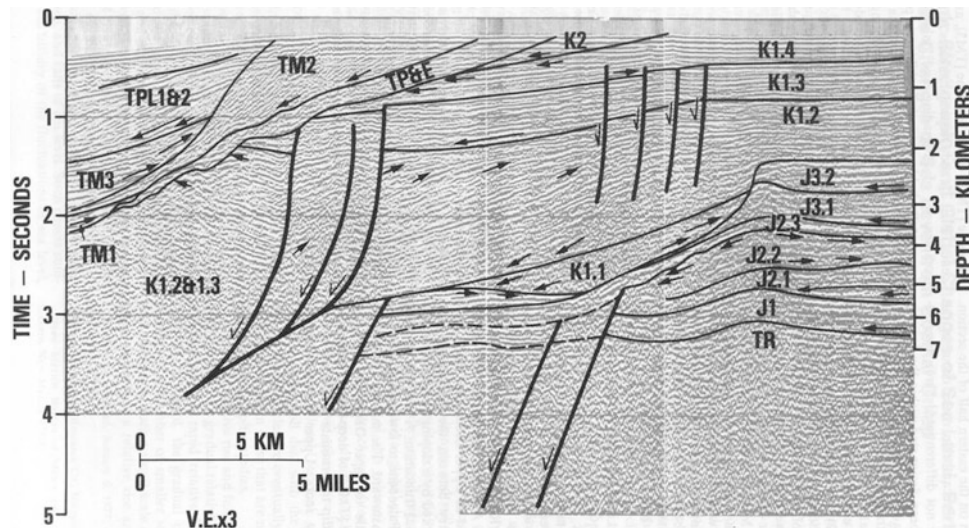 0
1
2
3
4
5
TIME – SECONDS
TPL1&2
TM2
TP&E
K2
K1.4
K1.3
K1.2
TM3
TM1
K1.2&1.3
K1.1
J3.2
J3.1
J2.3
J2.2
J2.1
J1
TR
0
1
2
3
4
5
6
7
DEPTH – KILOMETERS
0 5 KM
0 5 MILES
V.E.x3